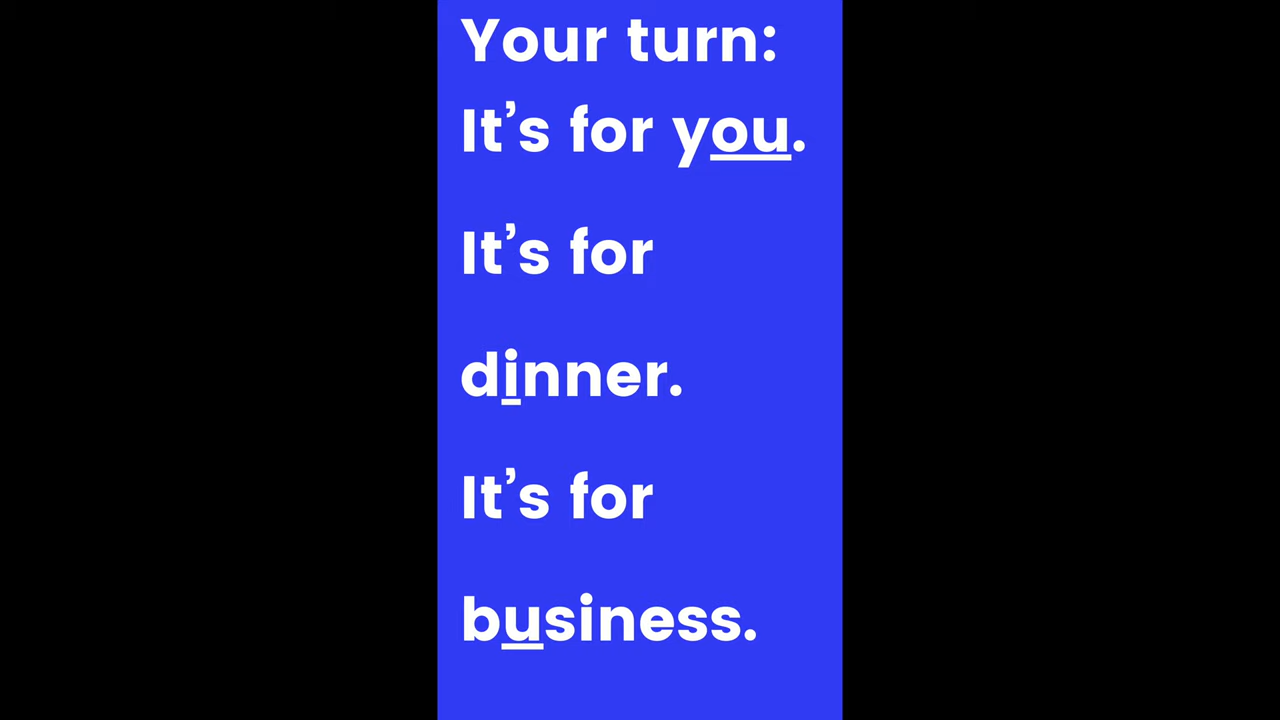 Your turn:
It’s for you.
It’s for
dinner.
It’s for
business.